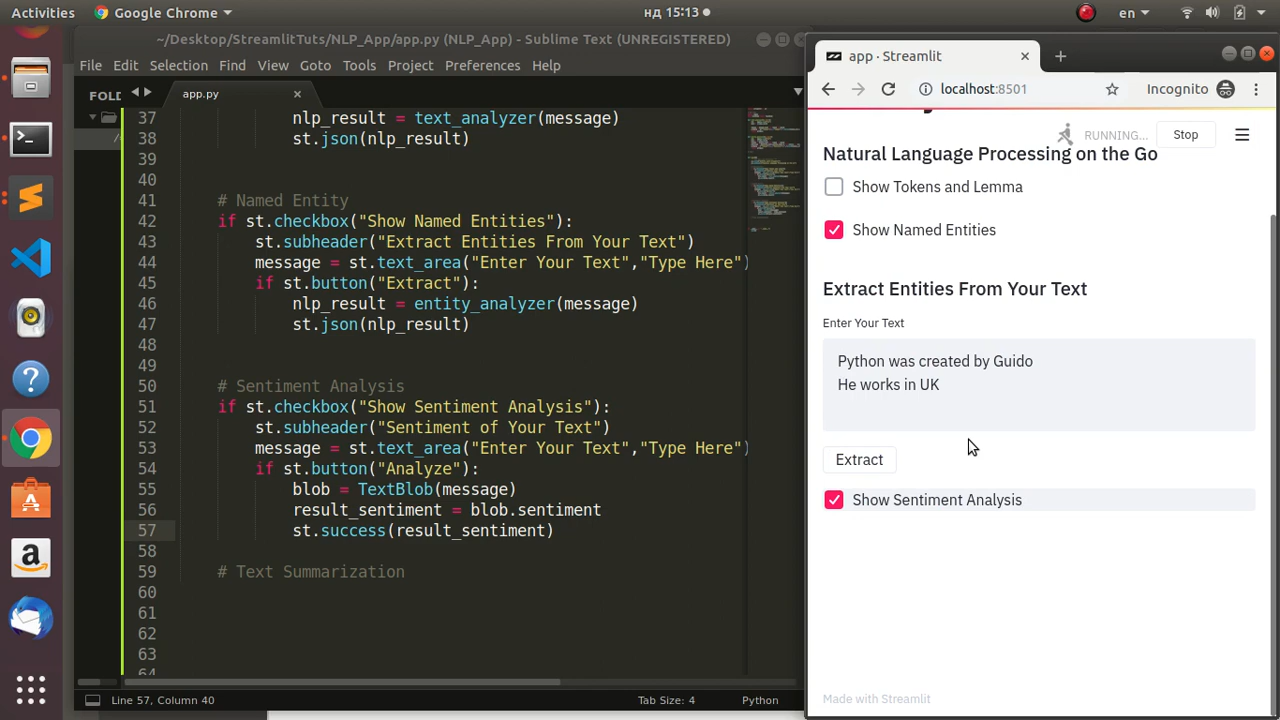 Activities
Google Chrome
нд 15:13
en
~/Desktop/StreamlitTuts/NLP_App/app.py (NLP_App) - Sublime Text (UNREGISTERED)
File Edit Selection Find View Goto Tools Project Preferences Help
FOLD
app.py
37 nlp_result = text_analyzer(message)
38 st.json(nlp_result)
39
40
41 # Named Entity
42 if st.checkbox("Show Named Entities"):
43 st.subheader("Extract Entities From Your Text")
44 message = st.text_area("Enter Your Text","Type Here")
45 if st.button("Extract"):
46 nlp_result = entity_analyzer(message)
47 st.json(nlp_result)
48
49
50 # Sentiment Analysis
51 if st.checkbox("Show Sentiment Analysis"):
52 st.subheader("Sentiment of Your Text")
53 message = st.text_area("Enter Your Text","Type Here")
54 if st.button("Analyze"):
55 blob = TextBlob(message)
56 result_sentiment = blob.sentiment
57 st.success(result_sentiment)
58
59 # Text Summarization
60
61
62
63
64
Line 57, Column 40
Tab Size: 4
Python
app · Streamlit
localhost:8501
Incognito
RUNNING...
Stop
Natural Language Processing on the Go
Show Tokens and Lemma
Show Named Entities
Extract Entities From Your Text
Enter Your Text
Python was created by Guido
He works in UK
Extract
Show Sentiment Analysis
Made with Streamlit